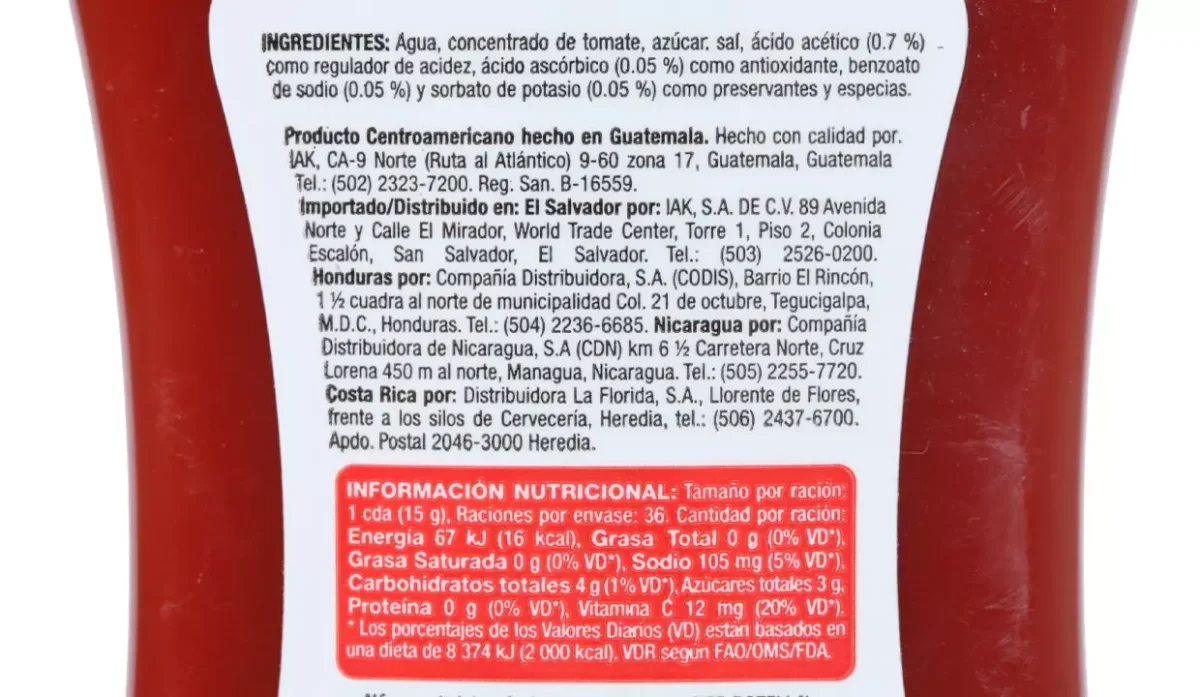 INGREDIENTES: Agua, concentrado de tomate, azúcar, sal, ácido acético (0.7 %)
como regulador de acidez, ácido ascórbico (0.05 %) como antioxidante, benzoato
de sodio (0.05 %) y sorbato de potasio (0.05 %) como preservantes y especias.
Producto Centroamericano hecho en Guatemala. Hecho con calidad por.
IAK, CA-9 Norte (Ruta al Atlántico) 9-60 zona 17, Guatemala, Guatemala
Tel.: (502) 2323-7200. Reg. San. B-16559.
Importado/Distribuido en: El Salvador por: IAK, S.A. DE C.V. 89 Avenida
Norte y Calle El Mirador, World Trade Center, Torre 1, Piso 2, Colonia
Escalón, San Salvador, El Salvador. Tel.: (503) 2526-0200.
Honduras por: Compañía Distribuidora, S.A. (CODIS), Barrio El Rincón,
1 ½ cuadra al norte de municipalidad Col. 21 de octubre, Tegucigalpa,
M.D.C., Honduras. Tel.: (504) 2236-6685. Nicaragua por: Compañía
Distribuidora de Nicaragua, S.A (CDN) km 6 ½ Carretera Norte, Cruz
Lorena 450 m al norte, Managua, Nicaragua. Tel.: (505) 2255-7720.
Costa Rica por: Distribuidora La Florida, S.A., Llorente de Flores,
frente a los silos de Cervecería, Heredia, tel.: (506) 2437-6700.
Apdo. Postal 2046-3000 Heredia.
INFORMACIÓN NUTRICIONAL: Tamaño por ración:
1 cda (15 g), Raciones por envase: 36. Cantidad por ración:
Energía 67 kJ (16 kcal), Grasa Total 0 g (0% VD*),
Grasa Saturada 0 g (0% VD*), Sodio 105 mg (5% VD*),
Carbohidratos totales 4 g (1% VD*), Azúcares totales 3 g,
Proteína 0 g (0% VD*), Vitamina C 12 mg (20% VD*).
* Los porcentajes de los Valores Diarios (VD) están basados en
una dieta de 8 374 kJ (2 000 kcal). VDR según FAO/OMS/FDA.